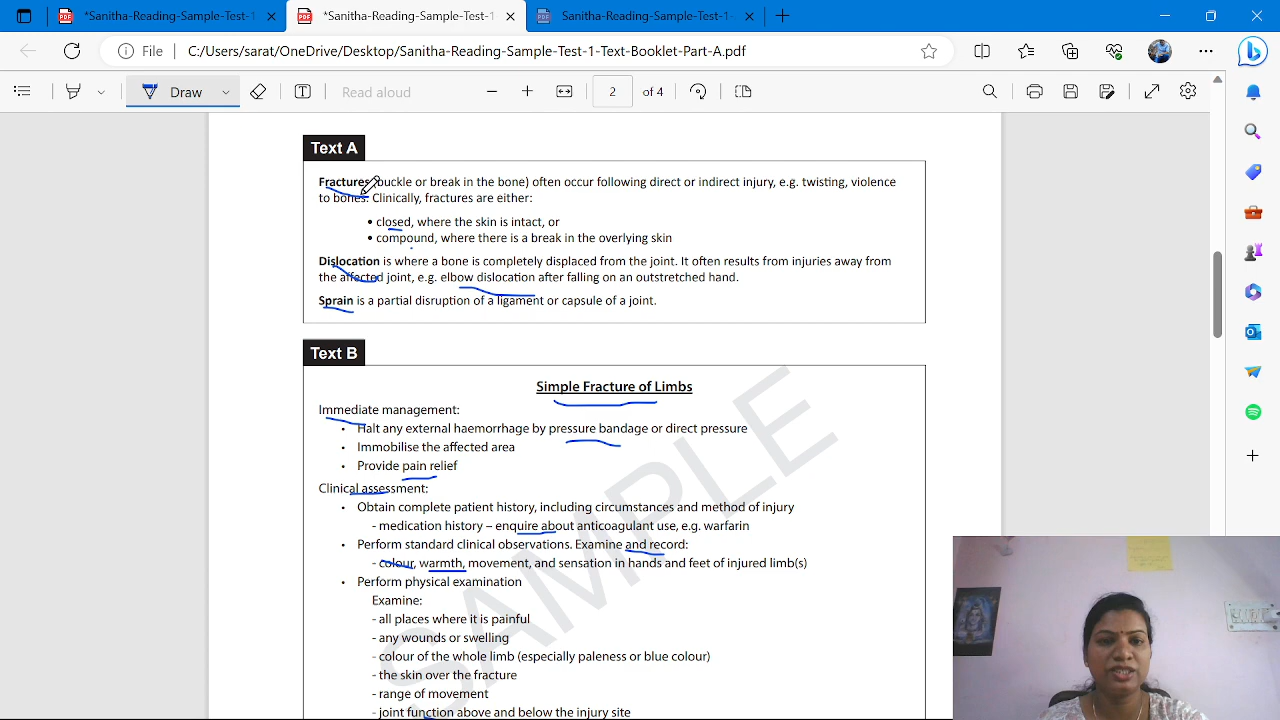 *Sanitha-Reading-Sample-Test-1
*Sanitha-Reading-Sample-Test-1-
Sanitha-Reading-Sample-Test-1-
File
C:/Users/sarat/OneDrive/Desktop/Sanitha-Reading-Sample-Test-1-Text-Booklet-Part-A.pdf
Draw
Read aloud
2
of 4
Text A
Fractures (buckle or break in the bone) often occur following direct or indirect injury, e.g. twisting, violence
to bones. Clinically, fractures are either:
• closed, where the skin is intact, or
• compound, where there is a break in the overlying skin
Dislocation is where a bone is completely displaced from the joint. It often results from injuries away from
the affected joint, e.g. elbow dislocation after falling on an outstretched hand.
Sprain is a partial disruption of a ligament or capsule of a joint.
Text B
Simple Fracture of Limbs
Immediate management:
• Halt any external haemorrhage by pressure bandage or direct pressure
• Immobilise the affected area
• Provide pain relief
Clinical assessment:
• Obtain complete patient history, including circumstances and method of injury
- medication history – enquire about anticoagulant use, e.g. warfarin
• Perform standard clinical observations. Examine and record:
- colour, warmth, movement, and sensation in hands and feet of injured limb(s)
• Perform physical examination
Examine:
- all places where it is painful
- any wounds or swelling
- colour of the whole limb (especially paleness or blue colour)
- the skin over the fracture
- range of movement
- joint function above and below the injury site
SAMPLE